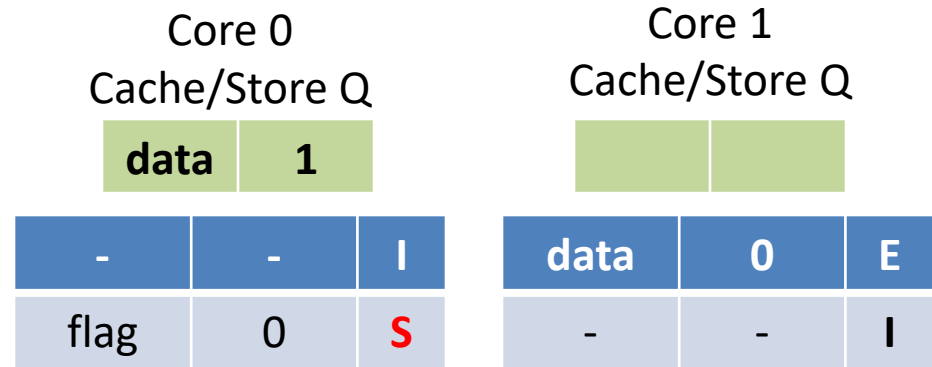 Core 0
Cache/Store Q
data 1
- - I
flag 0 S
Core 1
Cache/Store Q
data 0 E
- - I